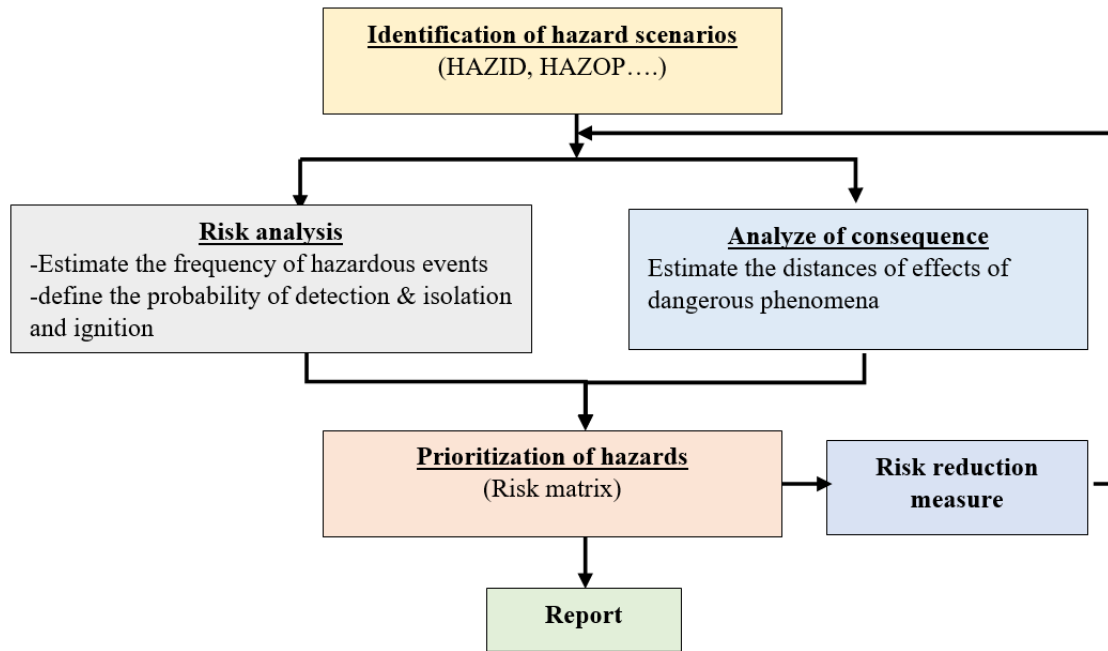 Identification of hazard scenarios
(HAZID, HAZOP….)
Risk analysis
-Estimate the frequency of hazardous events
-define the probability of detection & isolation
and ignition
Analyze of consequence
Estimate the distances of effects of
dangerous phenomena
Prioritization of hazards
(Risk matrix)
Risk reduction
measure
Report